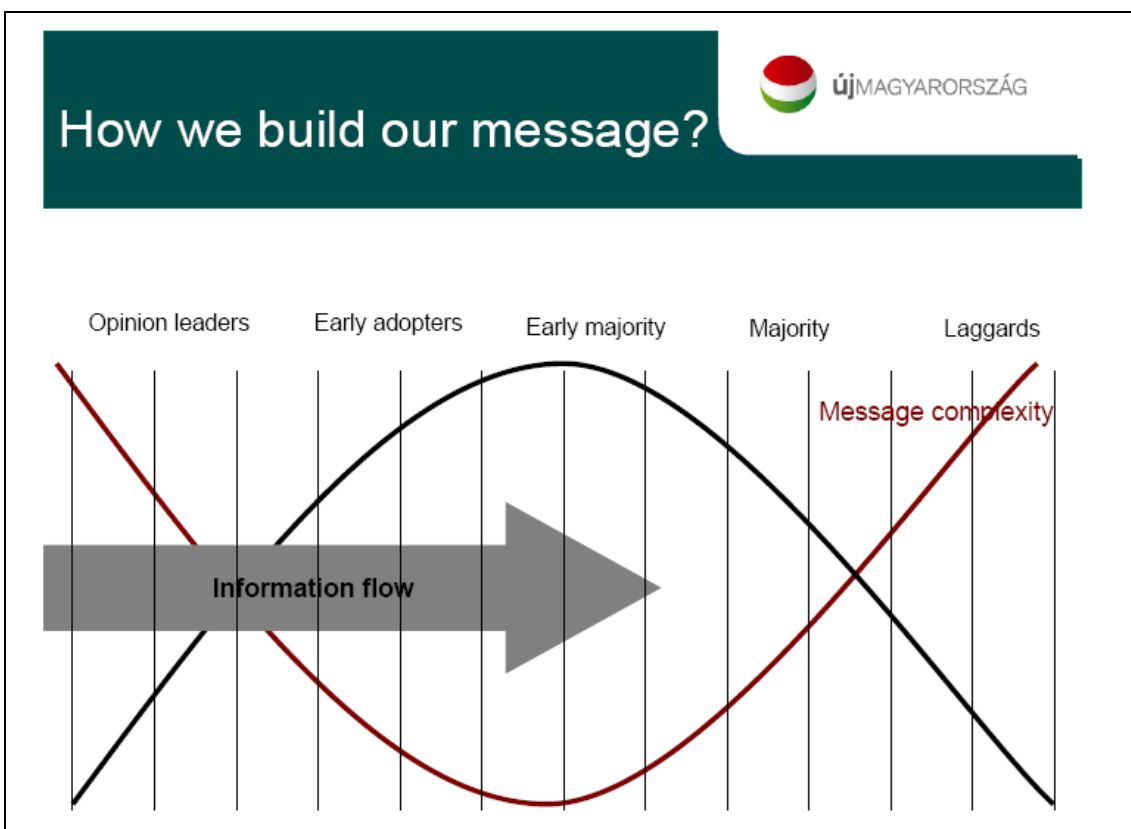 újMAGYARORSZÁG
How we build our message?
Opinion leaders
Early adopters
Early majority
Majority
Laggards
Message complexity
Information flow